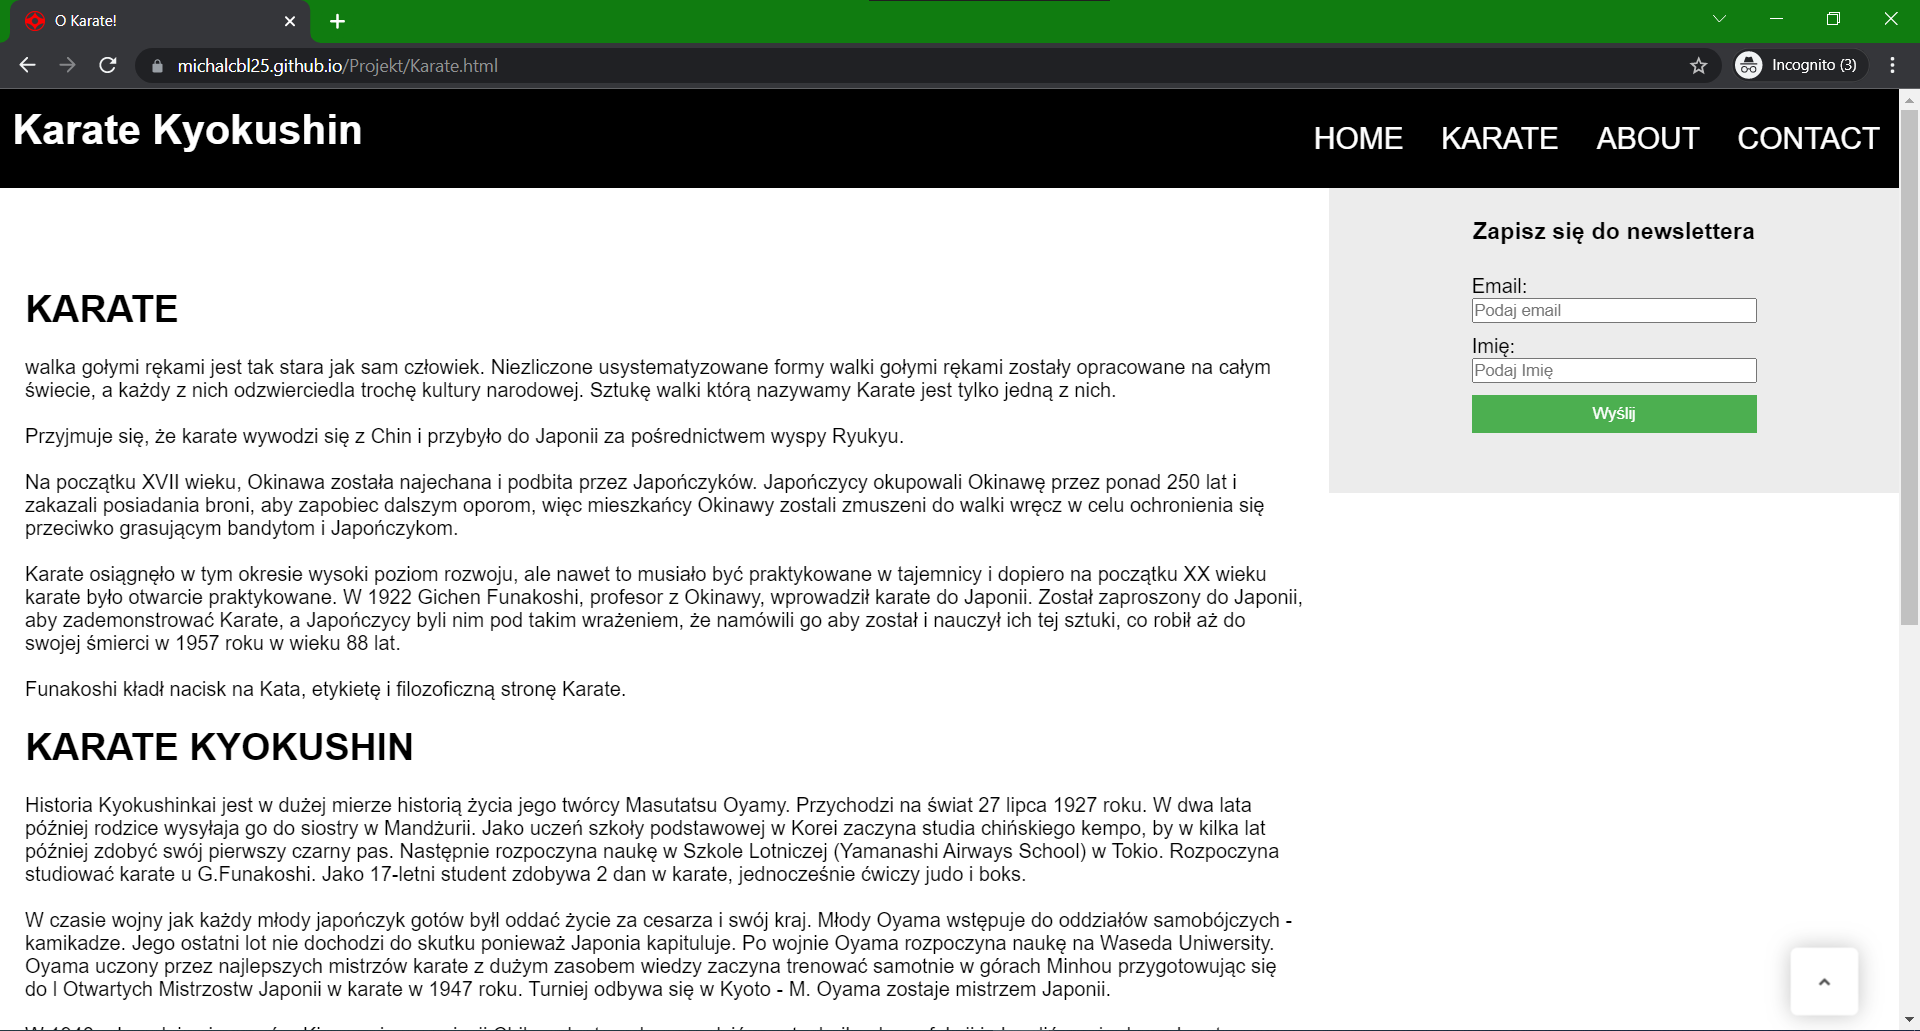 O Karate!
michalcbl25.github.io/Projekt/Karate.html
Incognito (3)
Karate Kyokushin
HOME KARATE ABOUT CONTACT
Zapisz się do newslettera
Email:
Podaj email
Imię:
Podaj Imię
Wyślij
KARATE
walka gołymi rękami jest tak stara jak sam człowiek. Niezliczone usystematyzowane formy walki gołymi rękami zostały opracowane na całym
świecie, a każdy z nich odzwierciedla trochę kultury narodowej. Sztukę walki którą nazywamy Karate jest tylko jedną z nich.
Przyjmuje się, że karate wywodzi się z Chin i przybyło do Japonii za pośrednictwem wyspy Ryukyu.
Na początku XVII wieku, Okinawa została najechana i podbita przez Japończyków. Japończycy okupowali Okinawę przez ponad 250 lat i
zakazali posiadania broni, aby zapobiec dalszym oporom, więc mieszkańcy Okinawy zostali zmuszeni do walki wręcz w celu ochronienia się
przeciwko grasującym bandytom i Japończykom.
Karate osiągnęło w tym okresie wysoki poziom rozwoju, ale nawet to musiało być praktykowane w tajemnicy i dopiero na początku XX wieku
karate było otwarcie praktykowane. W 1922 Gichen Funakoshi, profesor z Okinawy, wprowadził karate do Japonii. Został zaproszony do Japonii,
aby zademonstrować Karate, a Japończycy byli nim pod takim wrażeniem, że namówili go aby został i nauczył ich tej sztuki, co robił aż do
swojej śmierci w 1957 roku w wieku 88 lat.
Funakoshi kładł nacisk na Kata, etykietę i filozoficzną stronę Karate.
KARATE KYOKUSHIN
Historia Kyokushinkai jest w dużej mierze historią życia jego twórcy Masutatsu Oyamy. Przychodzi na świat 27 lipca 1927 roku. W dwa lata
później rodzice wysyłaja go do siostry w Mandżurii. Jako uczeń szkoły podstawowej w Korei zaczyna studia chińskiego kempo, by w kilka lat
później zdobyć swój pierwszy czarny pas. Następnie rozpoczyna naukę w Szkole Lotniczej (Yamanashi Airways School) w Tokio. Rozpoczyna
studiować karate u G.Funakoshi. Jako 17-letni student zdobywa 2 dan w karate, jednocześnie ćwiczy judo i boks.
W czasie wojny jak każdy młody japończyk gotów byłl oddać życie za cesarza i swój kraj. Młody Oyama wstępuje do oddziałów samobójczych -
kamikadze. Jego ostatni lot nie dochodzi do skutku ponieważ Japonia kapituluje. Po wojnie Oyama rozpoczyna naukę na Waseda Uniwersity.
Oyama uczony przez najlepszych mistrzów karate z dużym zasobem wiedzy zaczyna trenować samotnie w górach Minhou przygotowując się
do I Otwartych Mistrzostw Japonii w karate w 1947 roku. Turniej odbywa się w Kyoto - M. Oyama zostaje mistrzem Japonii.